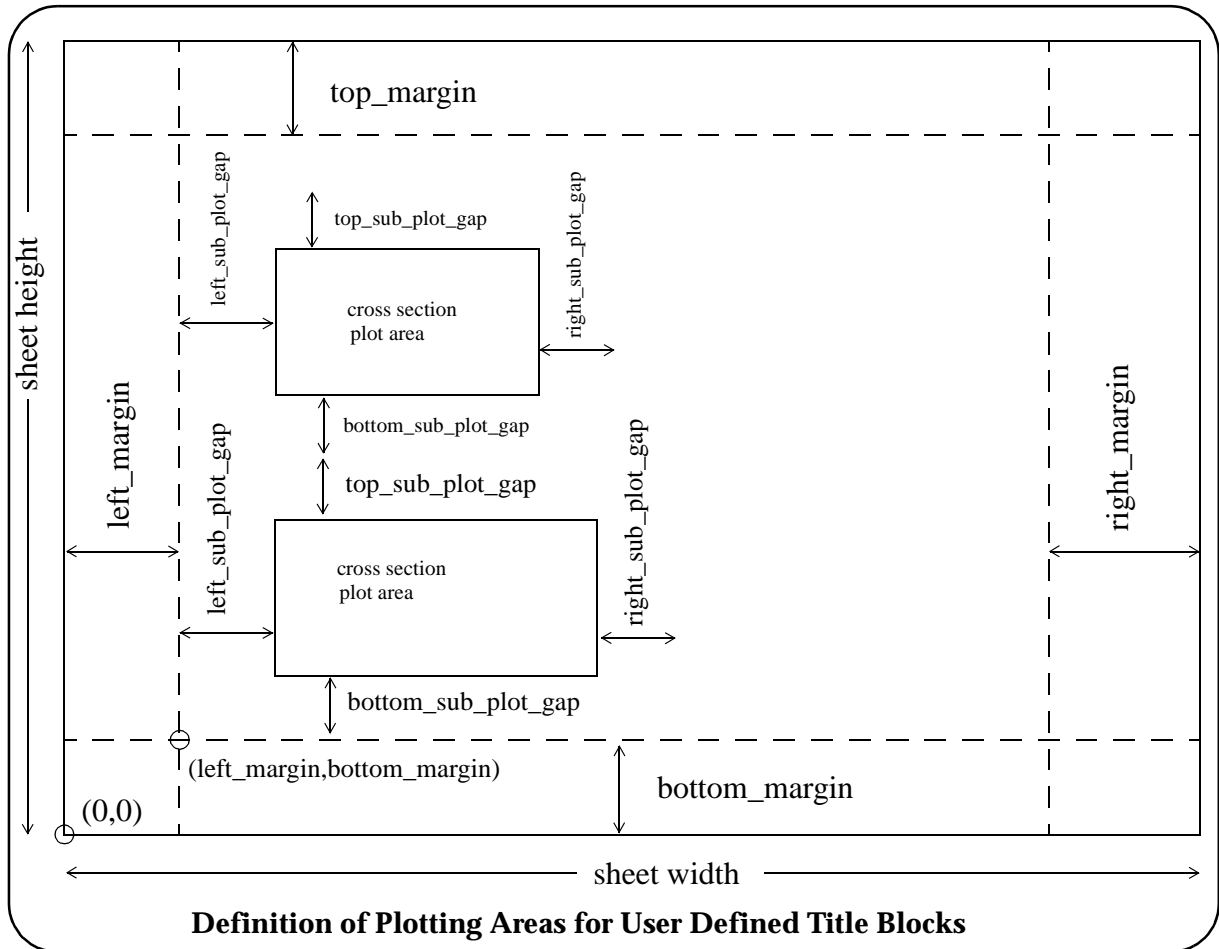 top_margin
left_sub_plot_gap
right_sub_plot_gap
top_sub_plot_gap
sheet height
cross section
plot area
left_margin
bottom_sub_plot_gap
right_margin
left_sub_plot_gap
top_sub_plot_gap
right_sub_plot_gap
cross section
plot area
bottom_sub_plot_gap
(left_margin,bottom_margin)
bottom_margin
(0,0)
sheet width
Definition of Plotting Areas for User Defined Title Blocks